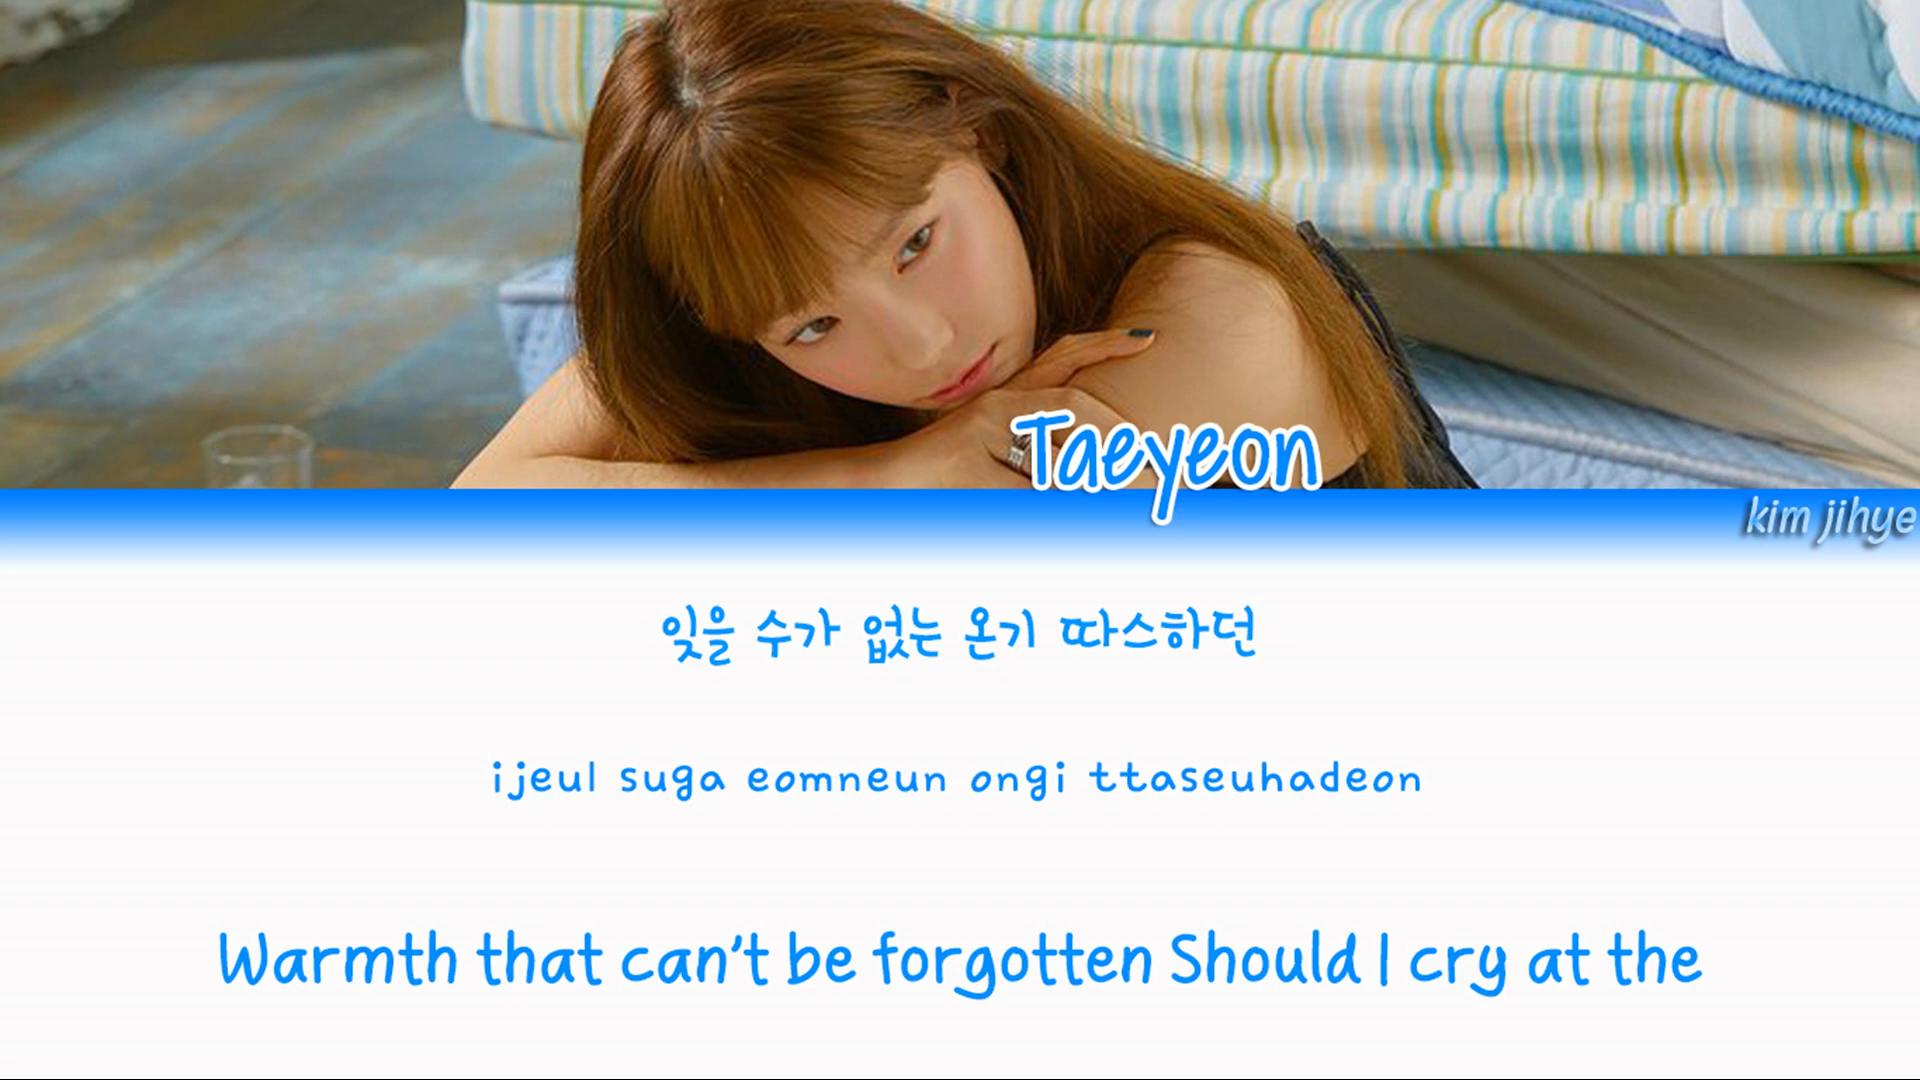 Taeyeon
kim jihye
잊을 수가 없는 온기 따스하던
ijeul suga eomneun ongi ttaseuhadeon
Warmth that can't be forgotten Should I cry at the